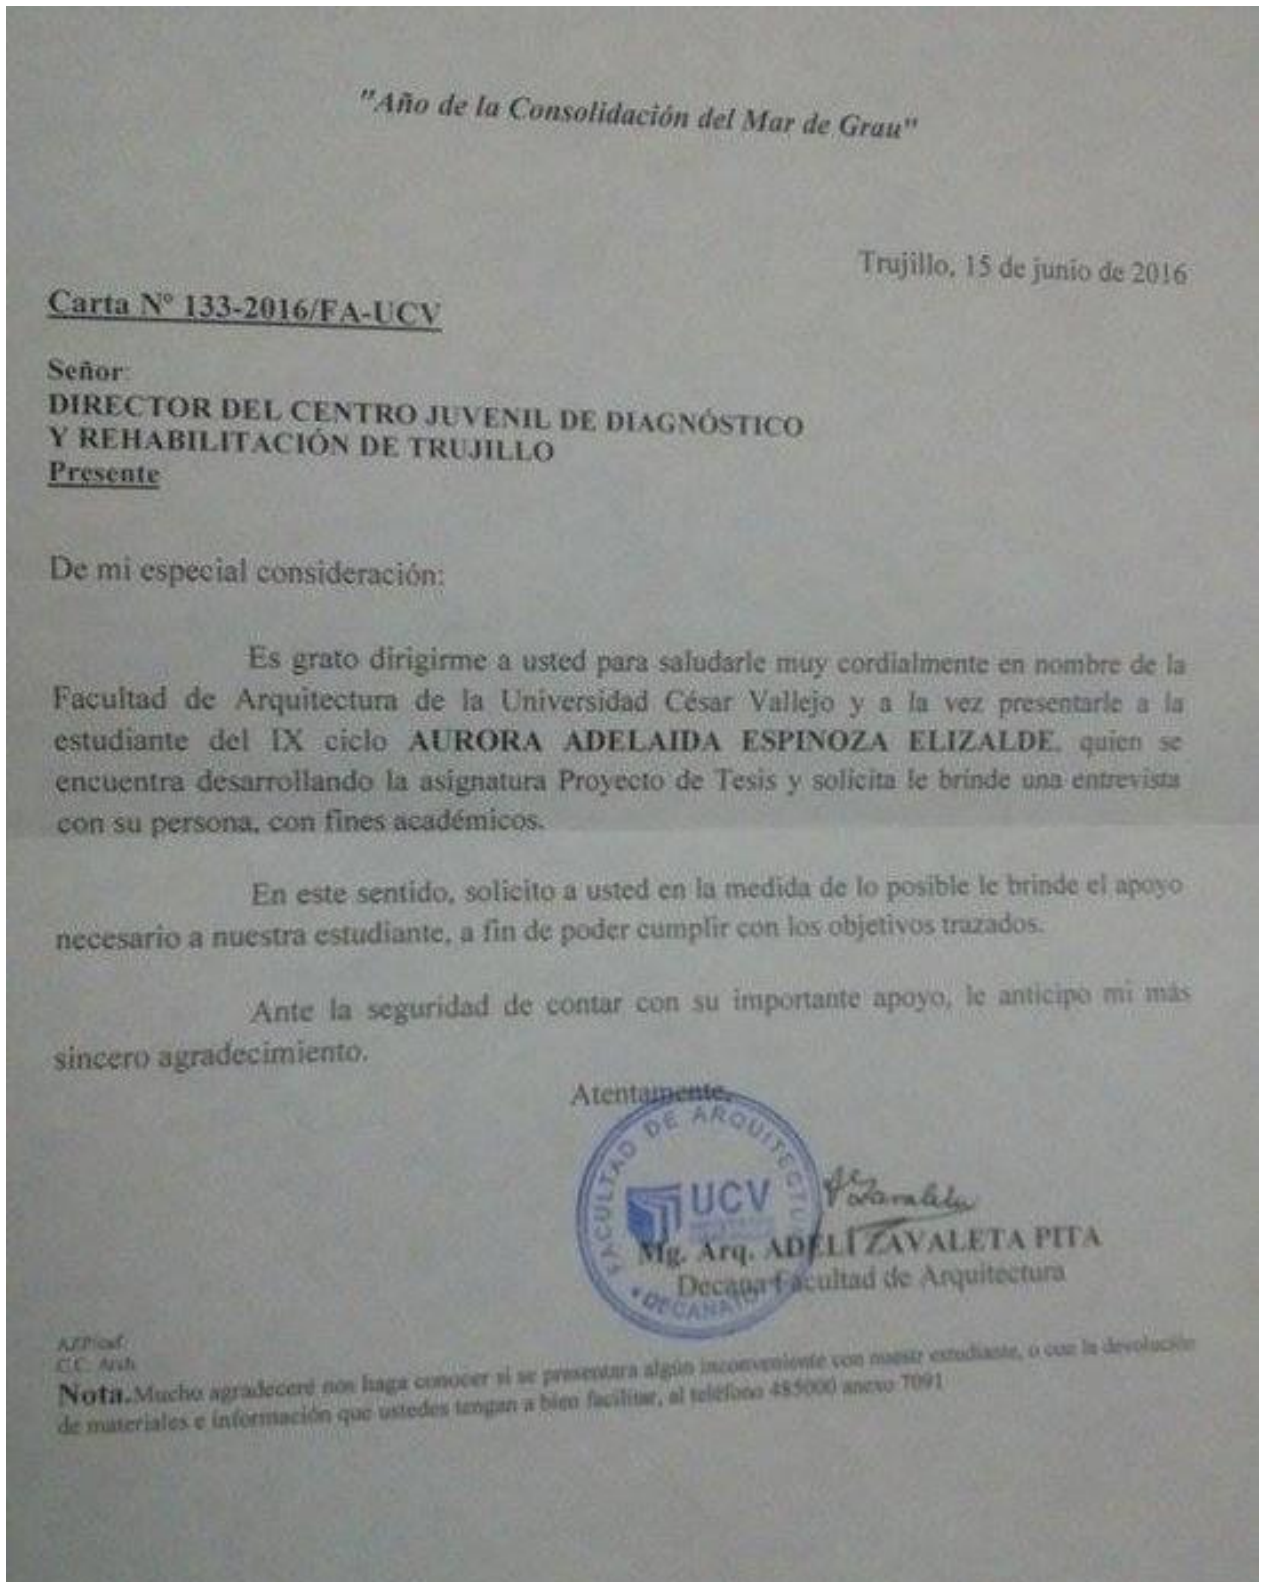 "Año de la Consolidación del Mar de Grau"
Trujillo, 15 de junio de 2016
Carta Nº 133-2016/FA-UCV
Señor:
DIRECTOR DEL CENTRO JUVENIL DE DIAGNÓSTICO
Y REHABILITACIÓN DE TRUJILLO
Presente
De mi especial consideración:
Es grato dirigirme a usted para saludarle muy cordialmente en nombre de la
Facultad de Arquitectura de la Universidad César Vallejo y a la vez presentarle a la
estudiante del IX ciclo AURORA ADELAIDA ESPINOZA ELIZALDE, quien se
encuentra desarrollando la asignatura Proyecto de Tesis y solicita le brinde una entrevista
con su persona, con fines académicos.
En este sentido, solicito a usted en la medida de lo posible le brinde el apoyo
necesario a nuestra estudiante, a fin de poder cumplir con los objetivos trazados.
Ante la seguridad de contar con su importante apoyo, le anticipo mi más
sincero agradecimiento.
Atentamente,
FACULTAD DE ARQUITECTURA
UCV
Mg. Arq. ADELI ZAVALETA PITA
Decana Facultad de Arquitectura
DECANATO
C.C. Arch
Nota. Mucho agradeceré nos haga conocer si se presentara algún inconveniente con nuestr estudiante, o con la devolución
de materiales e información que ustedes tengan a bien facilitar, al teléfono 485000 anexo 7091